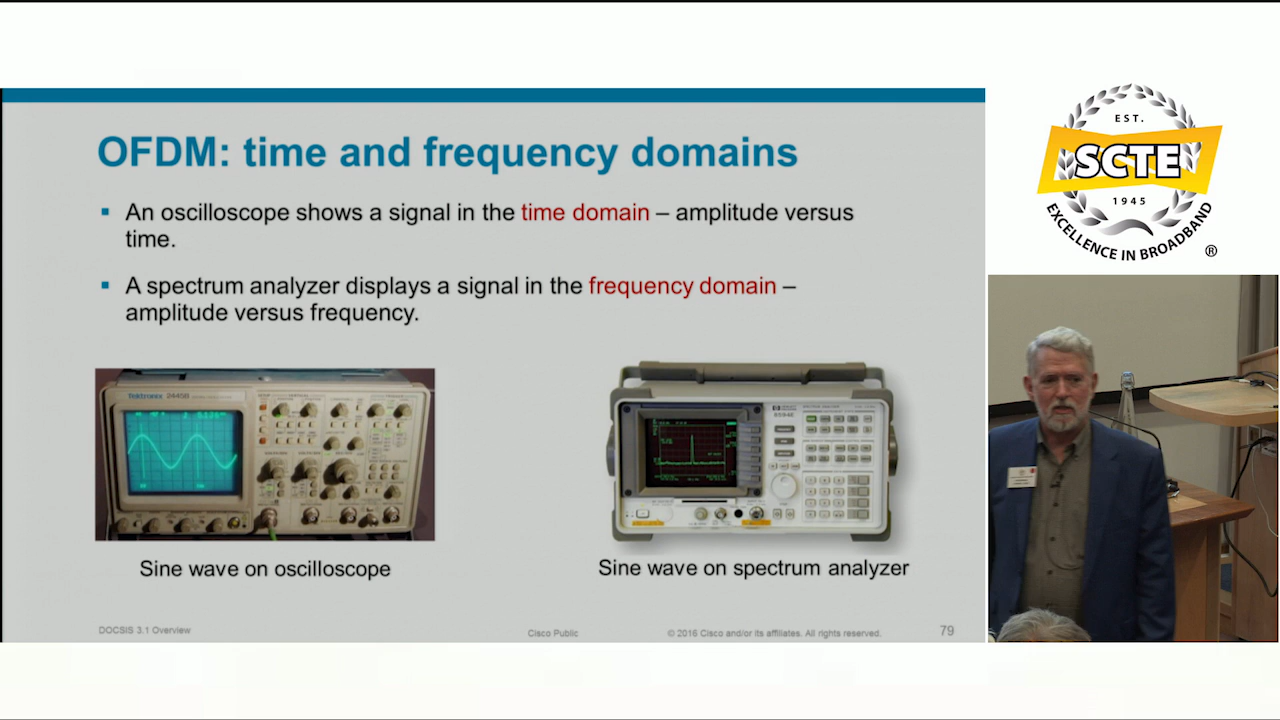 OFDM: time and frequency domains
An oscilloscope shows a signal in the time domain – amplitude versus
time.
A spectrum analyzer displays a signal in the frequency domain –
amplitude versus frequency.
Tektronix 2445B
8594E
Sine wave on oscilloscope
Sine wave on spectrum analyzer
DOCSIS 3.1 Overview
Cisco Public
© 2016 Cisco and/or its affiliates. All rights reserved.
79
EST.
SCTE
1945
EXCELLENCE IN BROADBAND
®